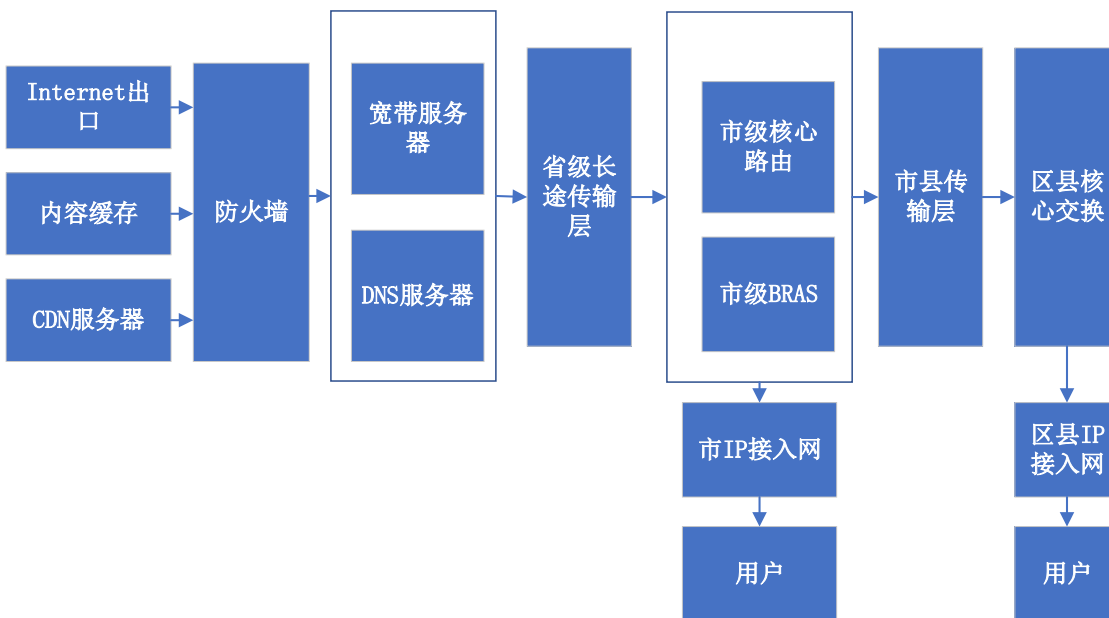 Internet出
口
内容缓存
CDN服务器
防火墙
宽带服务
器
DNS服务器
省级长
途传输
层
市级核心
路由
市级BRAS
市县传
输层
区县核
心交换
市IP接入网
用户
区县IP
接入网
用户